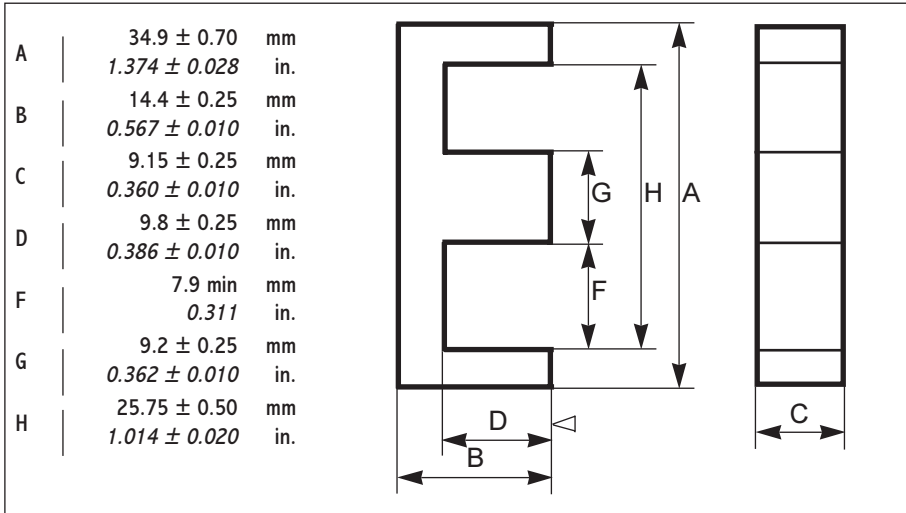 A 34.9 ± 0.70 mm
1.374 ± 0.028 in.
B 14.4 ± 0.25 mm
0.567 ± 0.010 in.
C 9.15 ± 0.25 mm
0.360 ± 0.010 in.
D 9.8 ± 0.25 mm
0.386 ± 0.010 in.
F 7.9 min mm
0.311 in.
G 9.2 ± 0.25 mm
0.362 ± 0.010 in.
H 25.75 ± 0.50 mm
1.014 ± 0.020 in.
G H A
F
D
B
C